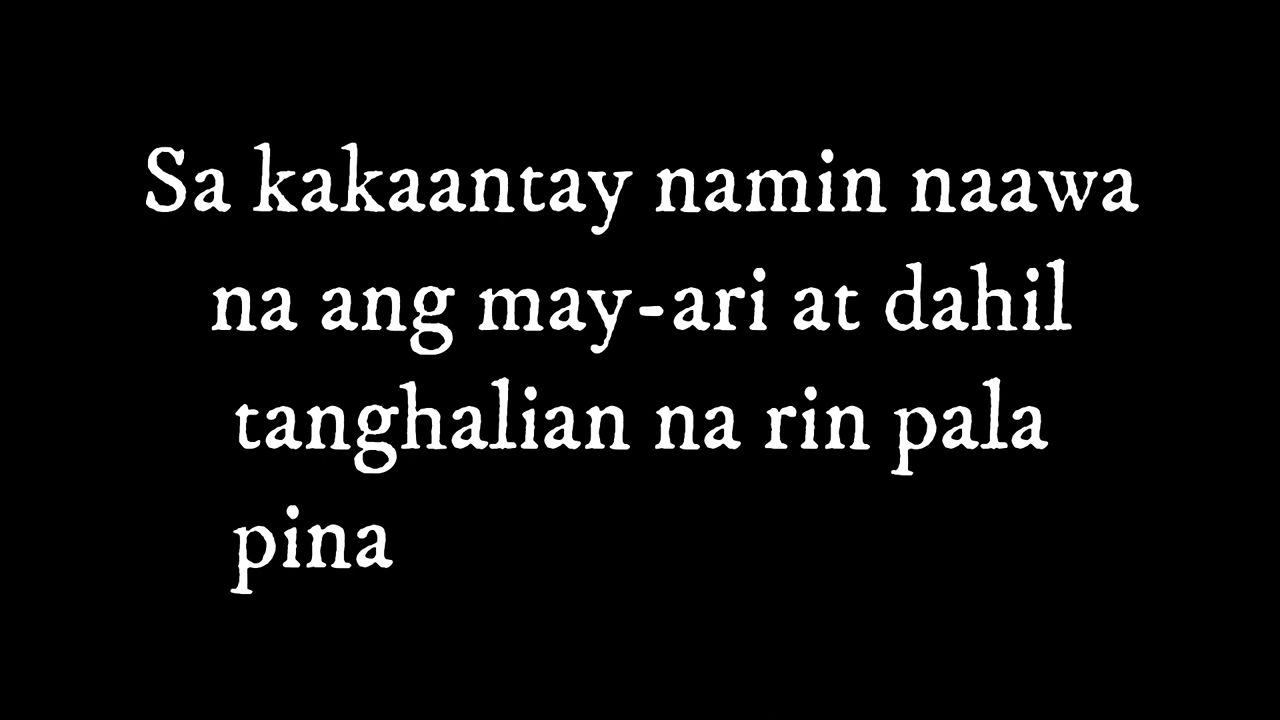 Sa kakaantay namin naawa
na ang may-ari at dahil
tanghalian na rin pala
pina